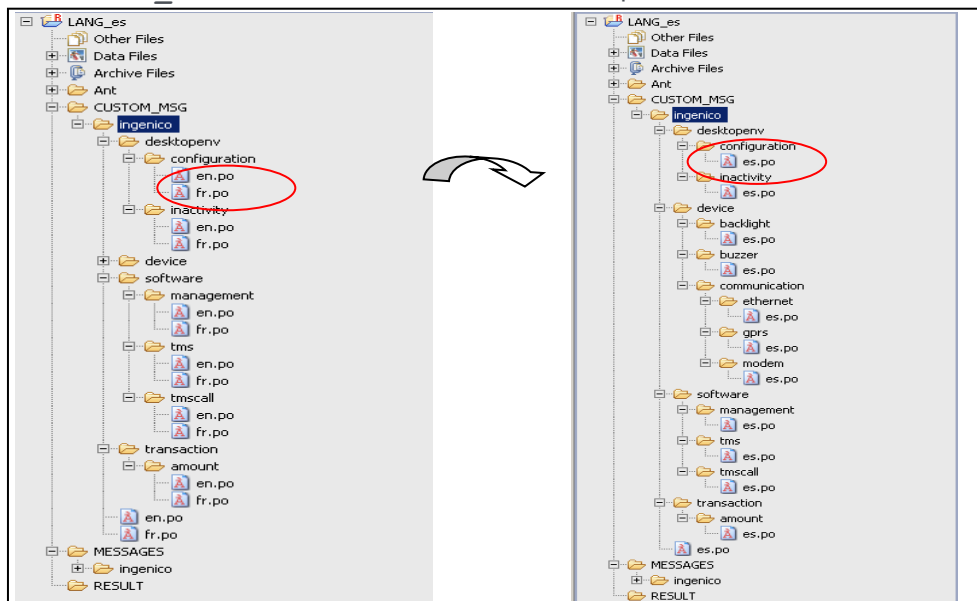 LANG_es
Other Files
Data Files
Archive Files
Ant
CUSTOM_MSG
ingenico
desktopenv
configuration
en.po
fr.po
inactivity
en.po
fr.po
device
software
management
en.po
fr.po
tms
en.po
fr.po
tmscall
en.po
fr.po
transaction
amount
en.po
fr.po
en.po
fr.po
MESSAGES
ingenico
RESULT
LANG_es
Other Files
Data Files
Archive Files
Ant
CUSTOM_MSG
ingenico
desktopenv
configuration
es.po
inactivity
es.po
device
backlight
es.po
buzzer
es.po
communication
ethernet
es.po
gprs
es.po
modem
es.po
software
management
es.po
tms
es.po
tmscall
es.po
transaction
amount
es.po
es.po
MESSAGES
ingenico
RESULT